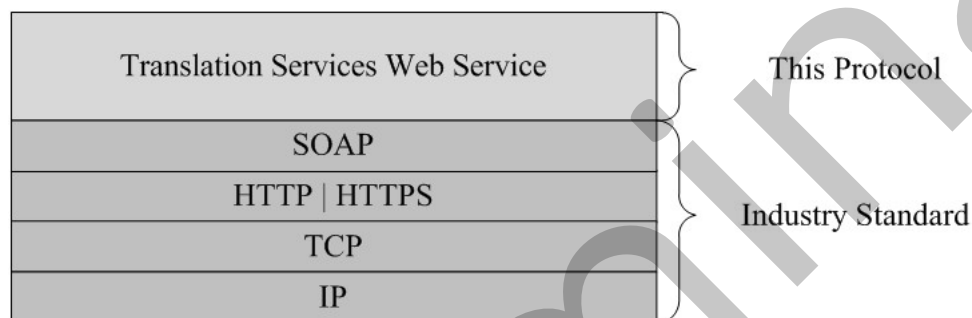 Translation Services Web Service
This Protocol
SOAP
HTTP | HTTPS
Industry Standard
TCP
IP